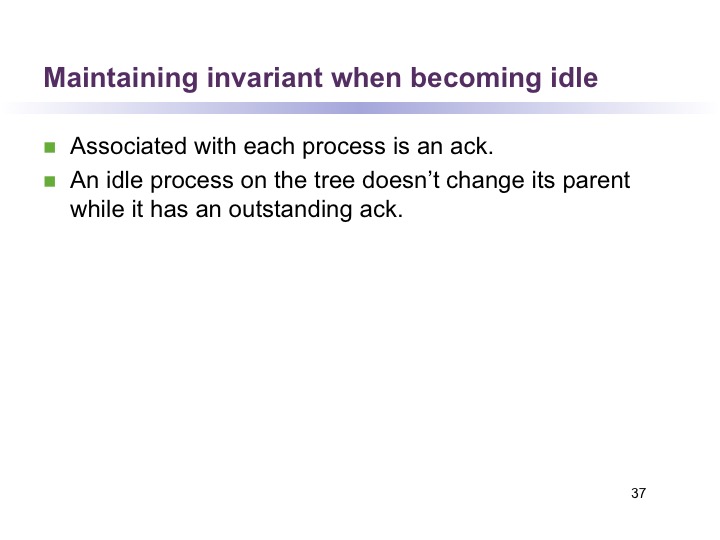 Maintaining invariant when becoming idle
Associated with each process is an ack.
An idle process on the tree doesn’t change its parent
while it has an outstanding ack.
37